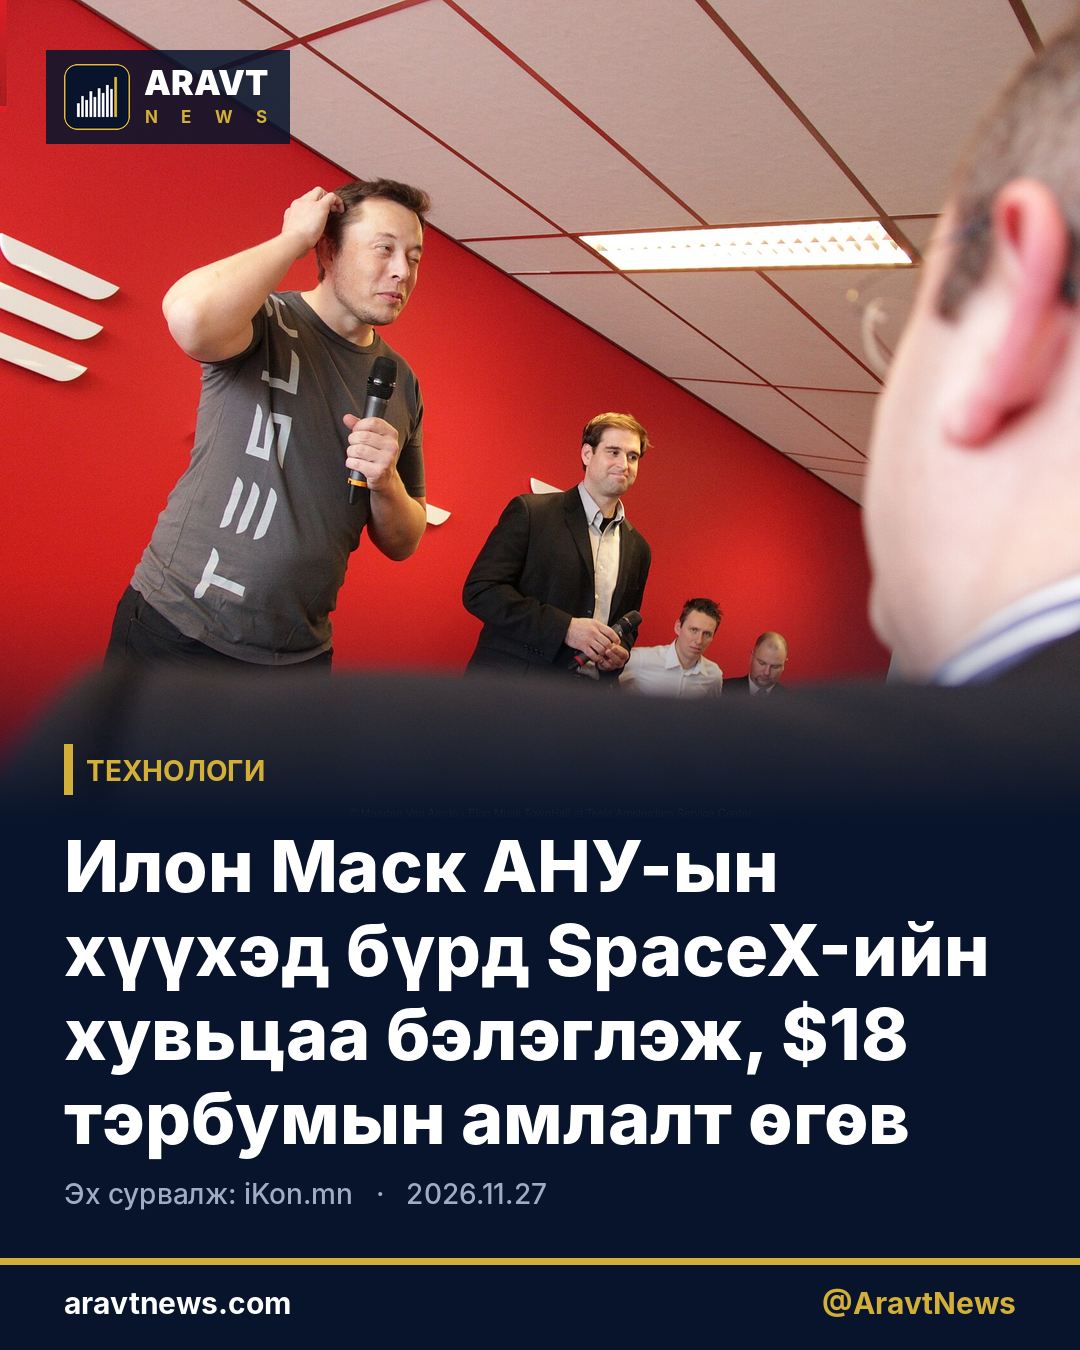 ARAVT
NEWS
TESLA
ТЕХНОЛОГИ
Илон Маск АНУ-ын
хүүхэд бүрд SpaceX-ийн
хувьцаа бэлэглэж, $18
тэрбумын амлалт өгөв
Эх сурвалж: iKon.mn · 2026.11.27
aravtnews.com
@AravtNews